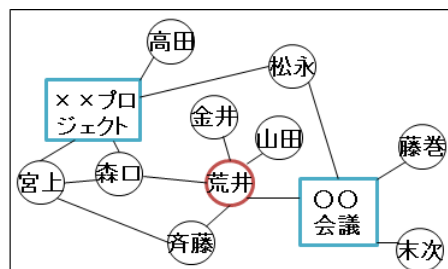 高田
松永
××プロ
ジェクト
金井
山田
藤巻
宮上
森口
荒井
〇〇
会議
斉藤
末次